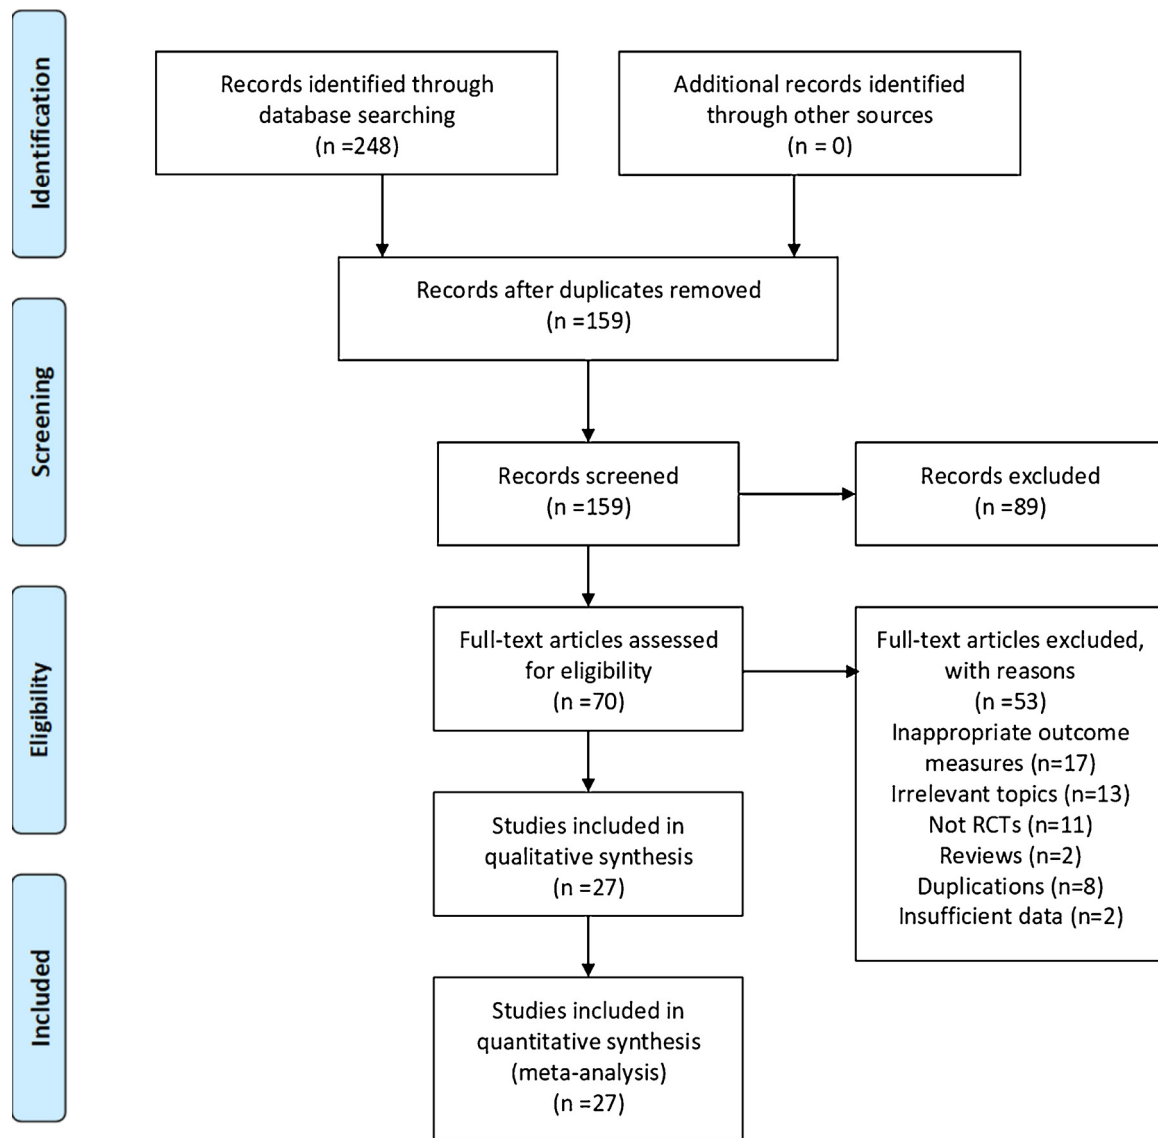 Identification
Records identified through
database searching
(n =248)
Additional records identified
through other sources
(n = 0)
Records after duplicates removed
(n =159)
Screening
Records screened
(n =159)
Records excluded
(n =89)
Eligibility
Full-text articles assessed
for eligibility
(n =70)
Full-text articles excluded,
with reasons
(n =53)
Inappropriate outcome
measures (n=17)
Irrelevant topics (n=13)
Not RCTs (n=11)
Reviews (n=2)
Duplications (n=8)
Insufficient data (n=2)
Studies included in
qualitative synthesis
(n =27)
Included
Studies included in
quantitative synthesis
(meta-analysis)
(n =27)